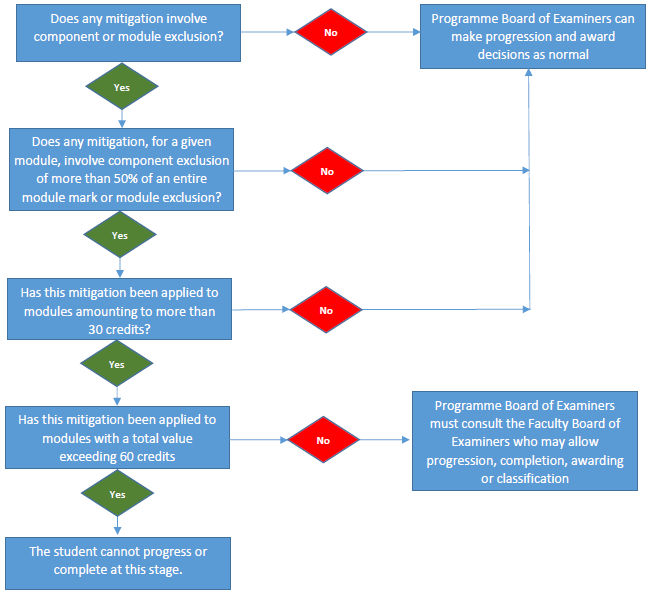 Does any mitigation involve
component or module exclusion?
No
Programme Board of Examiners can
make progression and award
decisions as normal
Yes
Does any mitigation, for a given
module, involve component exclusion
of more than 50% of an entire
module mark or module exclusion?
No
Yes
Has this mitigation been applied to
modules amounting to more than
30 credits?
No
Yes
Has this mitigation been applied to
modules with a total value
exceeding 60 credits
No
Programme Board of Examiners
must consult the Faculty Board of
Examiners who may allow
progression, completion, awarding
or classification
Yes
The student cannot progress or
complete at this stage.